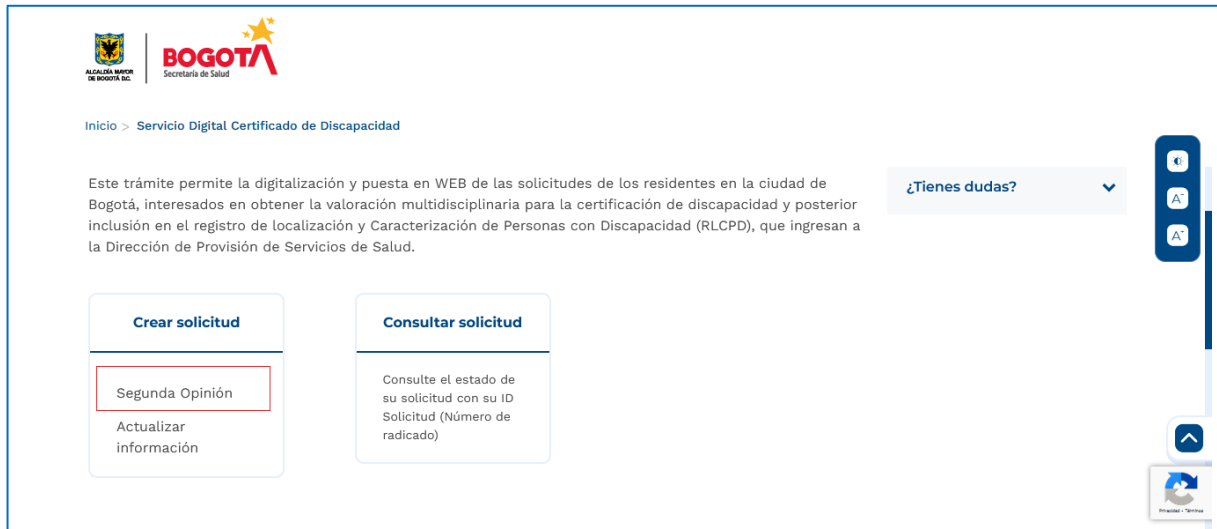 ALCALDÍA MAYOR
DE BOGOTÁ D.C.
BOGOTÁ
Secretaría de Salud
Inicio > Servicio Digital Certificado de Discapacidad
Este trámite permite la digitalización y puesta en WEB de las solicitudes de los residentes en la ciudad de
Bogotá, interesados en obtener la valoración multidisciplinaria para la certificación de discapacidad y posterior
inclusión en el registro de localización y Caracterización de Personas con Discapacidad (RLCPD), que ingresan a
la Dirección de Provisión de Servicios de Salud.
¿Tienes dudas?
A-
A+
Crear solicitud
Segunda Opinión
Actualizar
información
Consultar solicitud
Consulte el estado de
su solicitud con su ID
Solicitud (Número de
radicado)
Privacidad - Términos